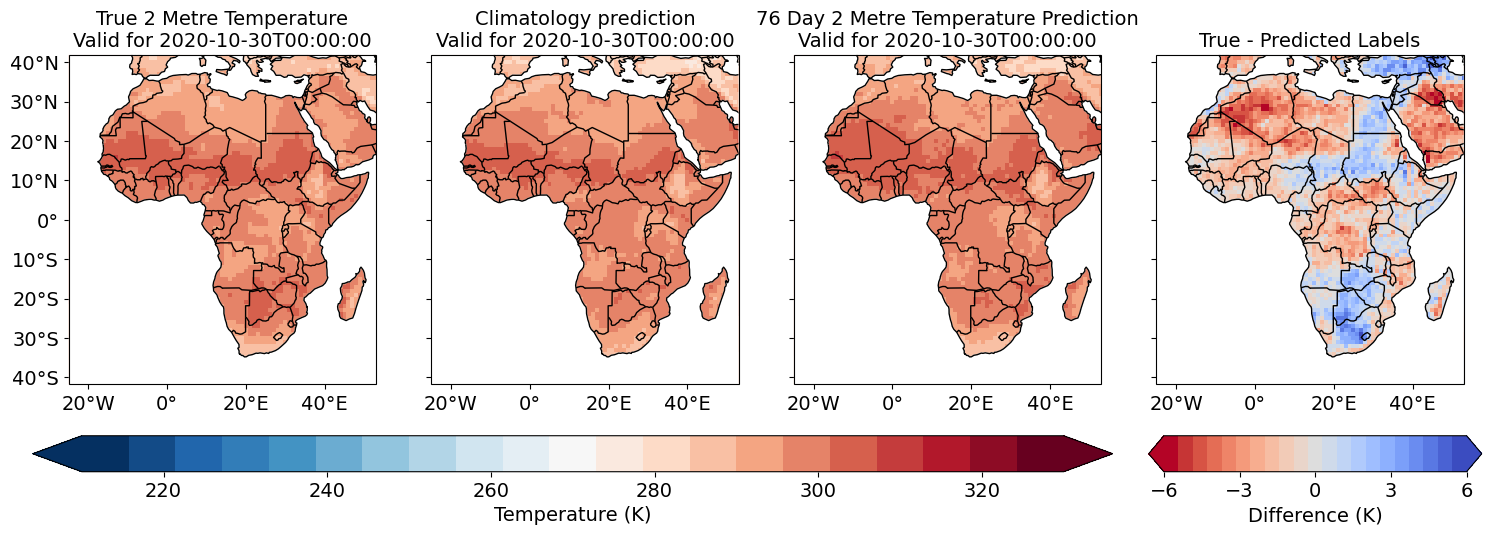 True 2 Metre Temperature
Valid for 2020-10-30T00:00:00
Climatology prediction
Valid for 2020-10-30T00:00:00
76 Day 2 Metre Temperature Prediction
Valid for 2020-10-30T00:00:00
True - Predicted Labels
40°N
30°N
20°N
10°N
0°
10°S
20°S
30°S
40°S
20°W 0° 20°E 40°E
20°W 0° 20°E 40°E
20°W 0° 20°E 40°E
20°W 0° 20°E 40°E
220 240 260 280 300 320
Temperature (K)
−6 −3 0 3 6
Difference (K)